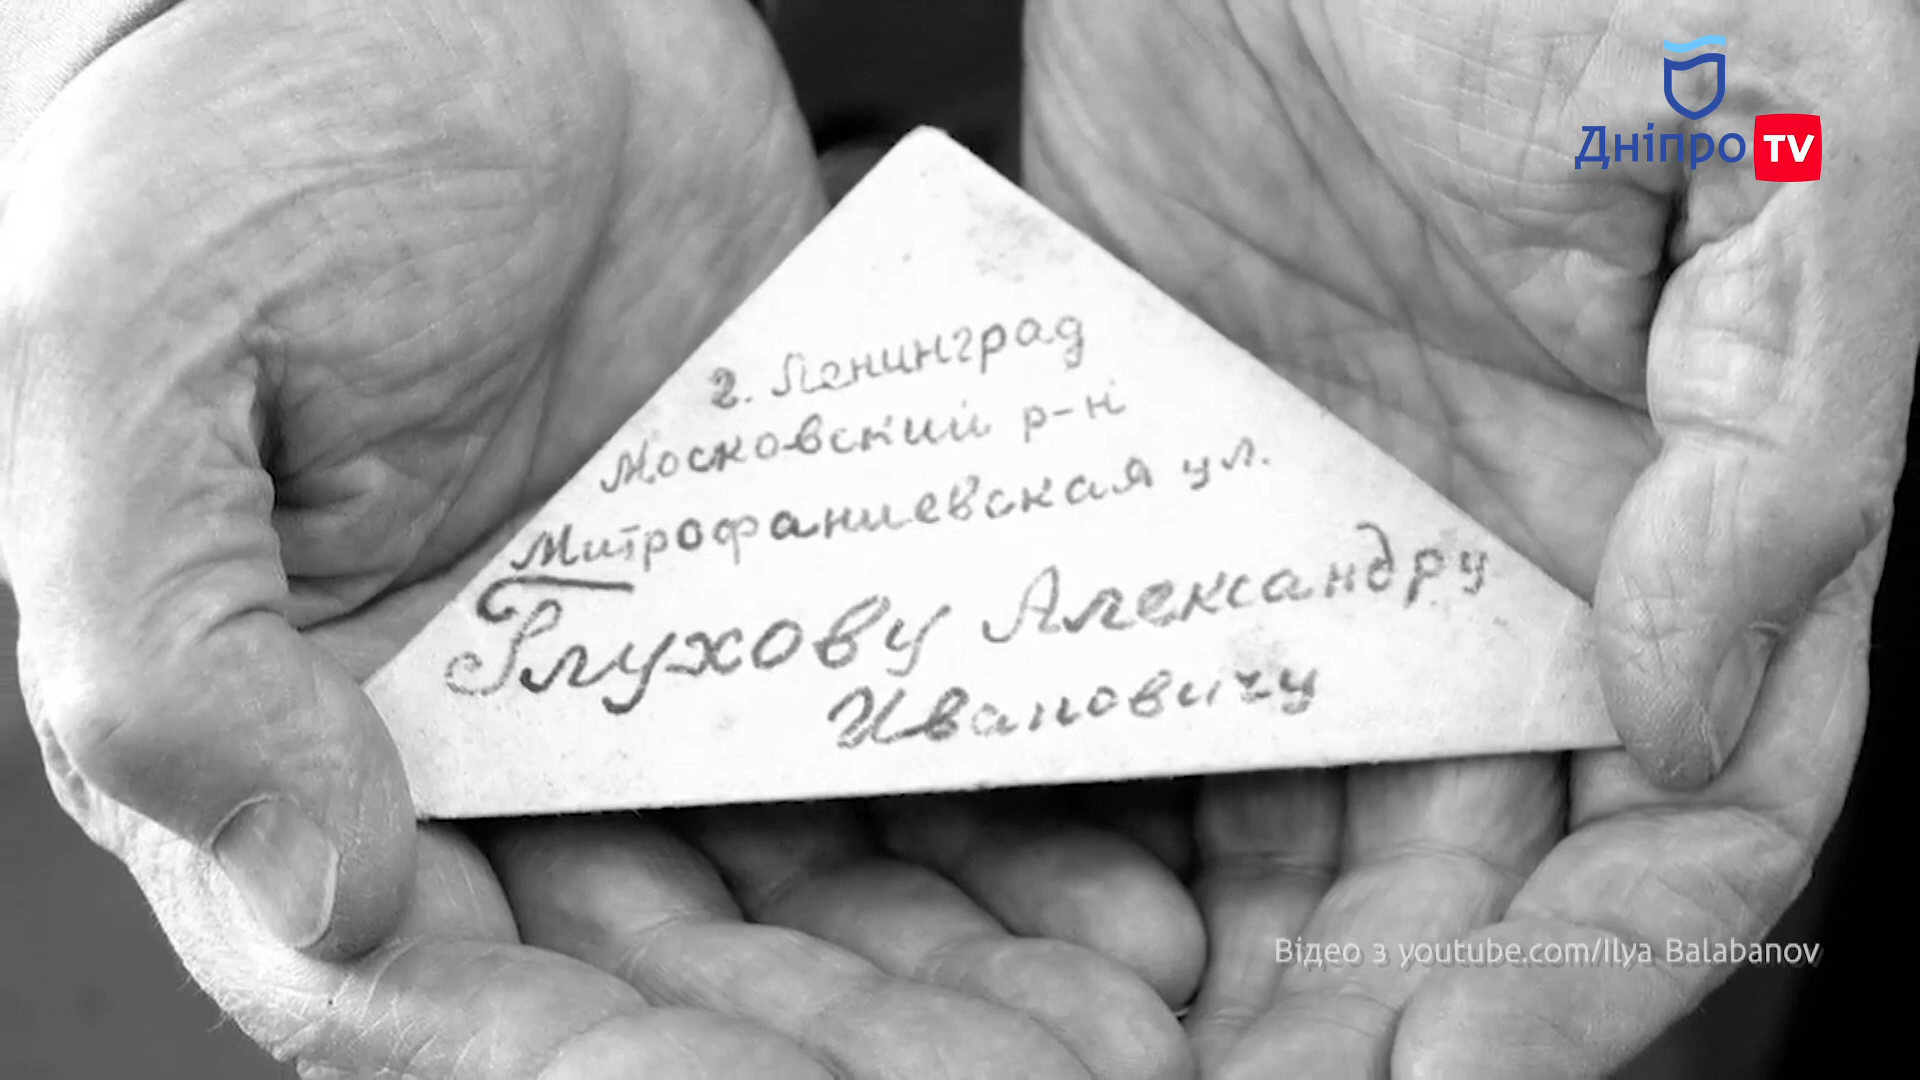 Дніпро TV
г. Ленинград
Московский р-н
Митрофаниевская ул.
Глухову Александру
Ивановичу
Відео з youtube.com/Ilya Balabanov